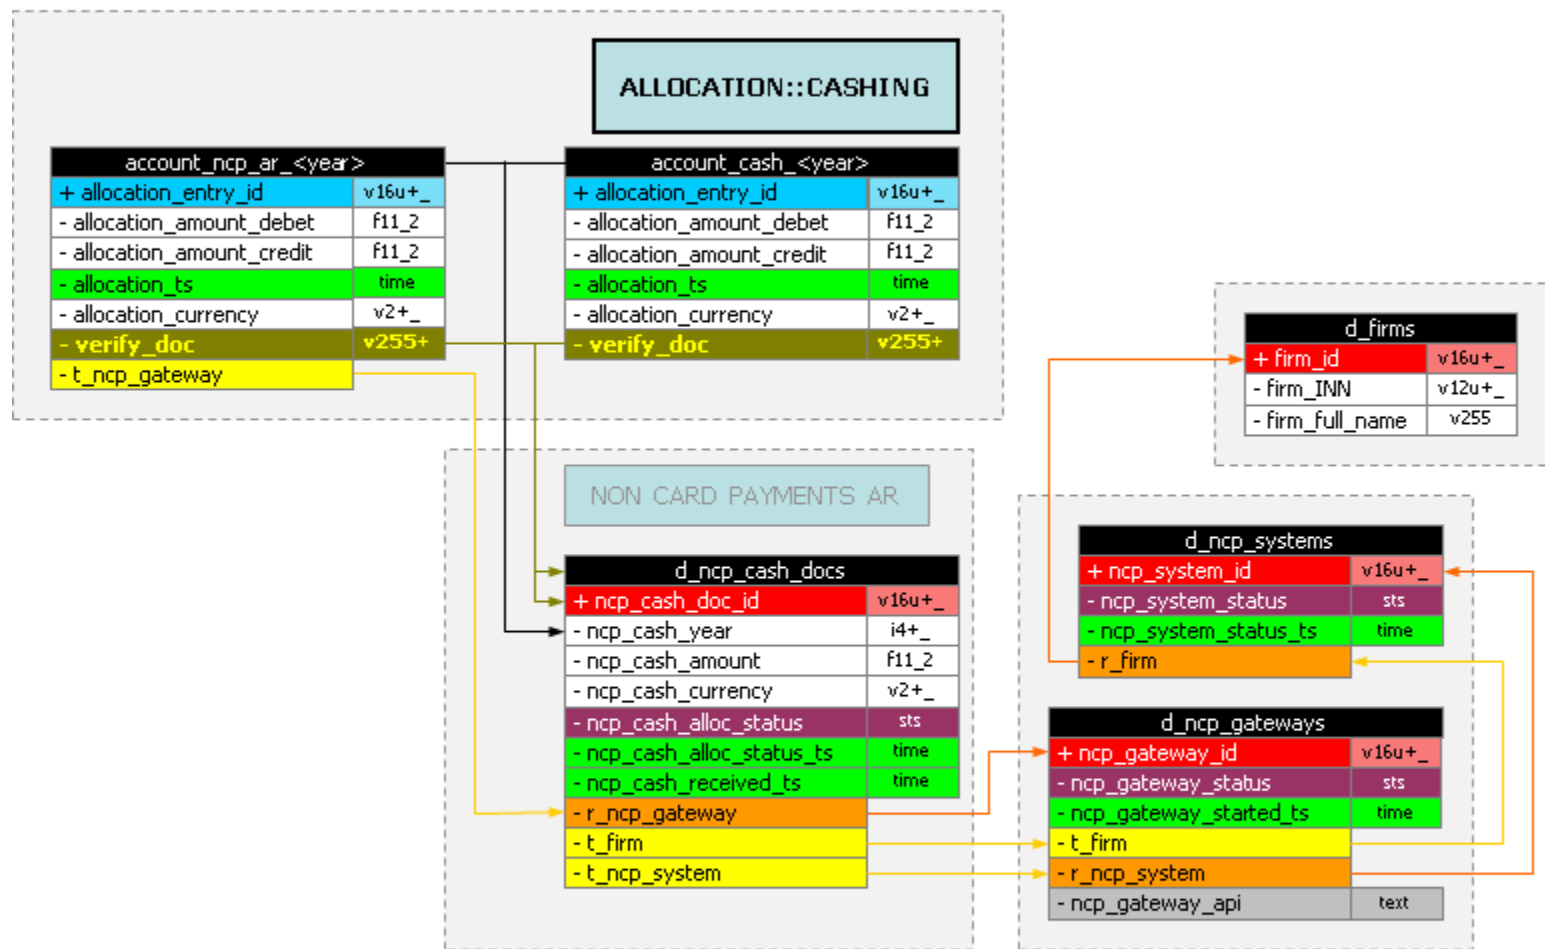 ALLOCATION::CASHING
account_ncp_ar_<year>
+ allocation_entry_id v16u+_
- allocation_amount_debet f11_2
- allocation_amount_credit f11_2
- allocation_ts time
- allocation_currency v2+_
- verify_doc v255+
- t_ncp_gateway
account_cash_<year>
+ allocation_entry_id v16u+_
- allocation_amount_debet f11_2
- allocation_amount_credit f11_2
- allocation_ts time
- allocation_currency v2+_
- verify_doc v255+
d_firms
+ firm_id v16u+_
- firm_INN v12u+_
- firm_full_name v255
NON CARD PAYMENTS AR
d_ncp_cash_docs
+ ncp_cash_doc_id v16u+_
- ncp_cash_year i4+_
- ncp_cash_amount f11_2
- ncp_cash_currency v2+_
- ncp_cash_alloc_status sts
- ncp_cash_alloc_status_ts time
- ncp_cash_received_ts time
- r_ncp_gateway
- t_firm
- t_ncp_system
d_ncp_systems
+ ncp_system_id v16u+_
- ncp_system_status sts
- ncp_system_status_ts time
- r_firm
d_ncp_gateways
+ ncp_gateway_id v16u+_
- ncp_gateway_status sts
- ncp_gateway_started_ts time
- t_firm
- r_ncp_system
- ncp_gateway_api text